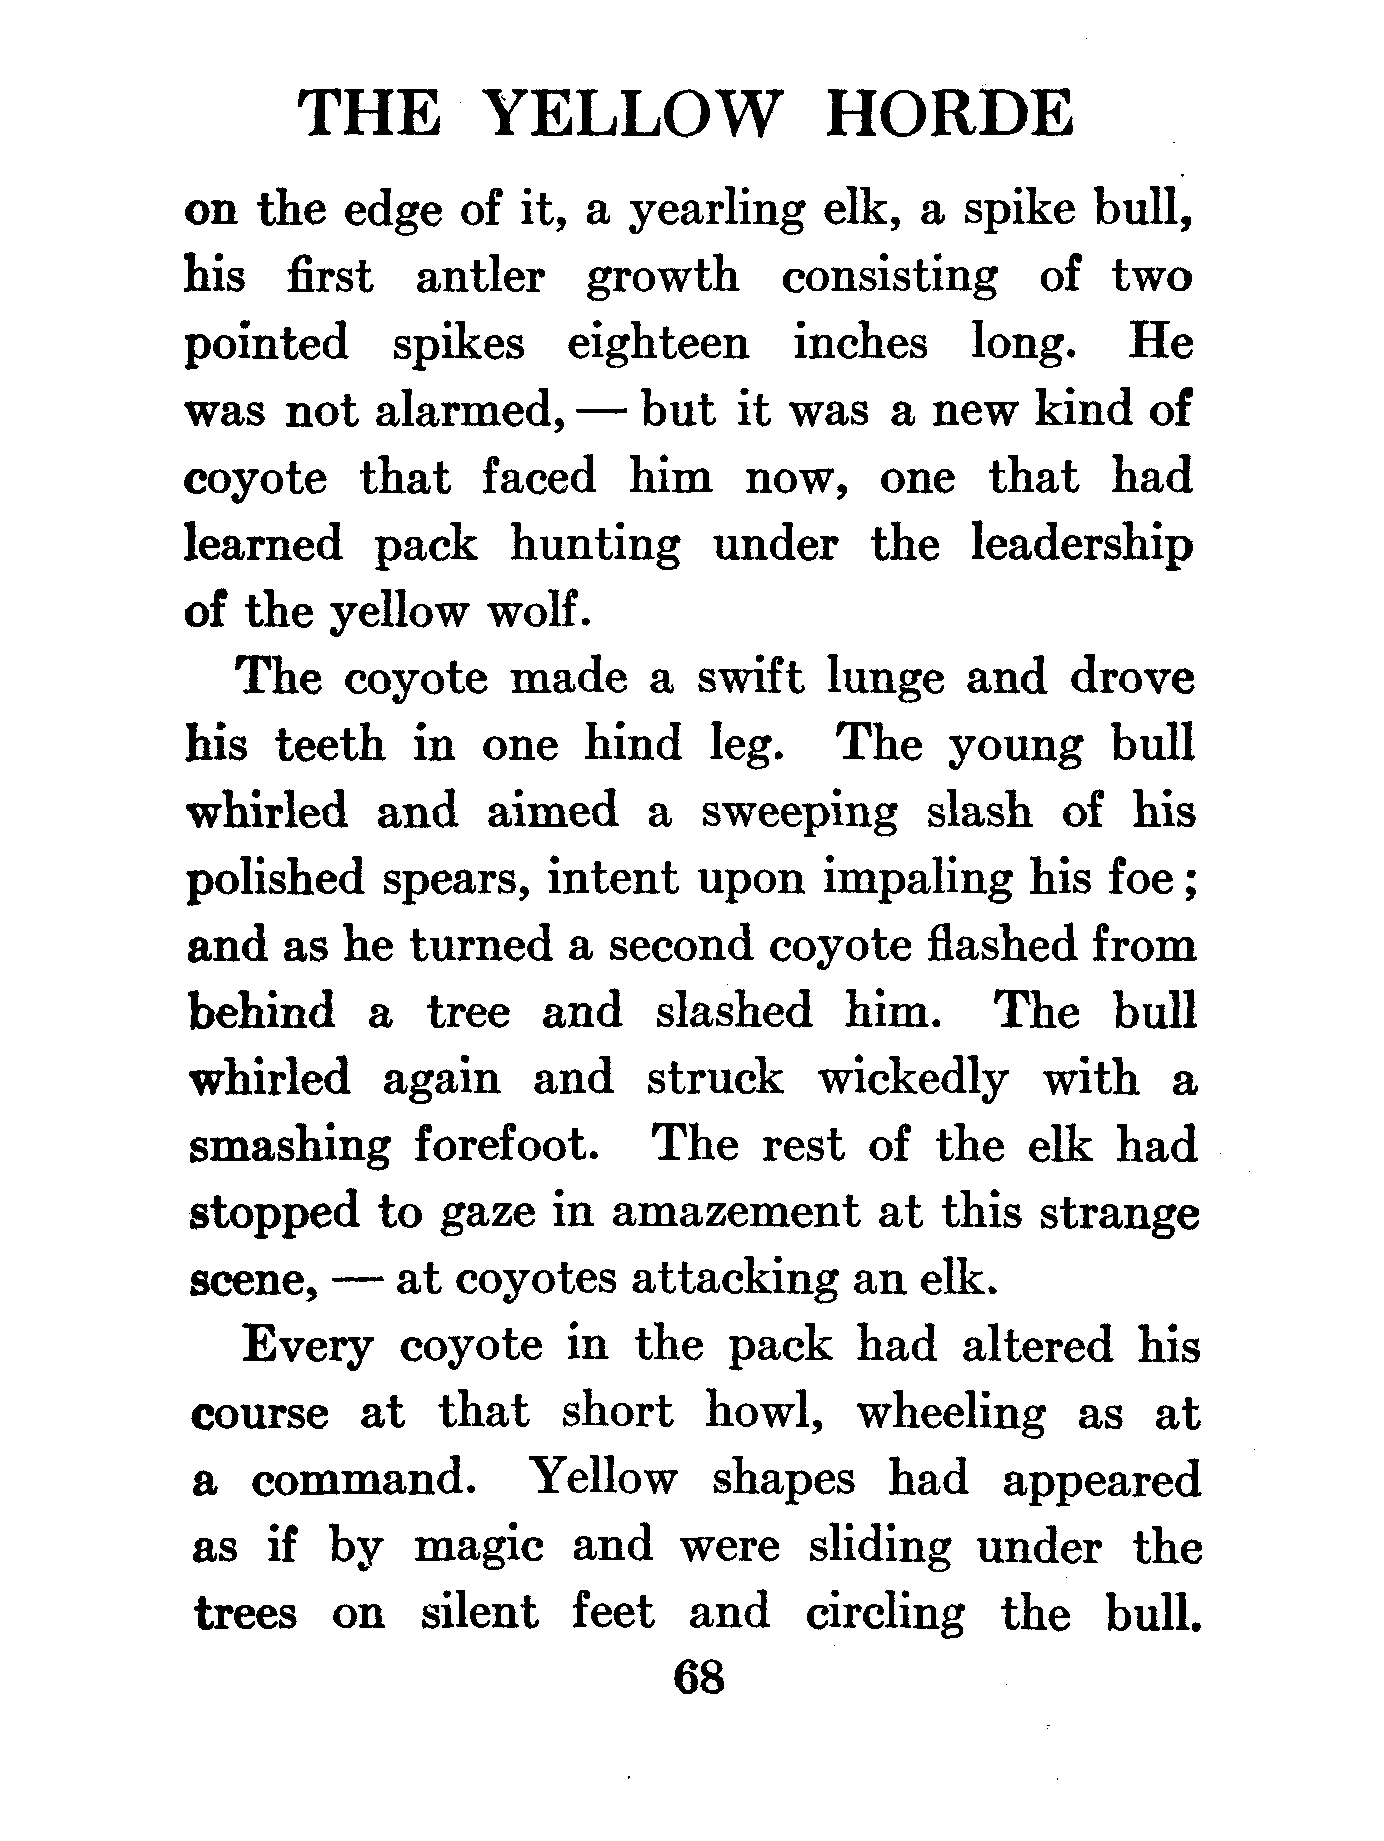 THE YELLOW HORDE
on the edge of it, a yearling elk, a spike bull,
his first antler growth consisting of two
pointed spikes eighteen inches long. He
was not alarmed, — but it was a new kind of
coyote that faced him now, one that had
learned pack hunting under the leadership
of the yellow wolf.
The coyote made a swift lunge and drove
his teeth in one hind leg. The young bull
whirled and aimed a sweeping slash of his
polished spears, intent upon impaling his foe;
and as he turned a second coyote flashed from
behind a tree and slashed him. The bull
whirled again and struck wickedly with a
smashing forefoot. The rest of the elk had
stopped to gaze in amazement at this strange
scene, — at coyotes attacking an elk.
Every coyote in the pack had altered his
course at that short howl, wheeling as at
a command. Yellow shapes had appeared
as if by magic and were sliding under the
trees on silent feet and circling the bull.
68